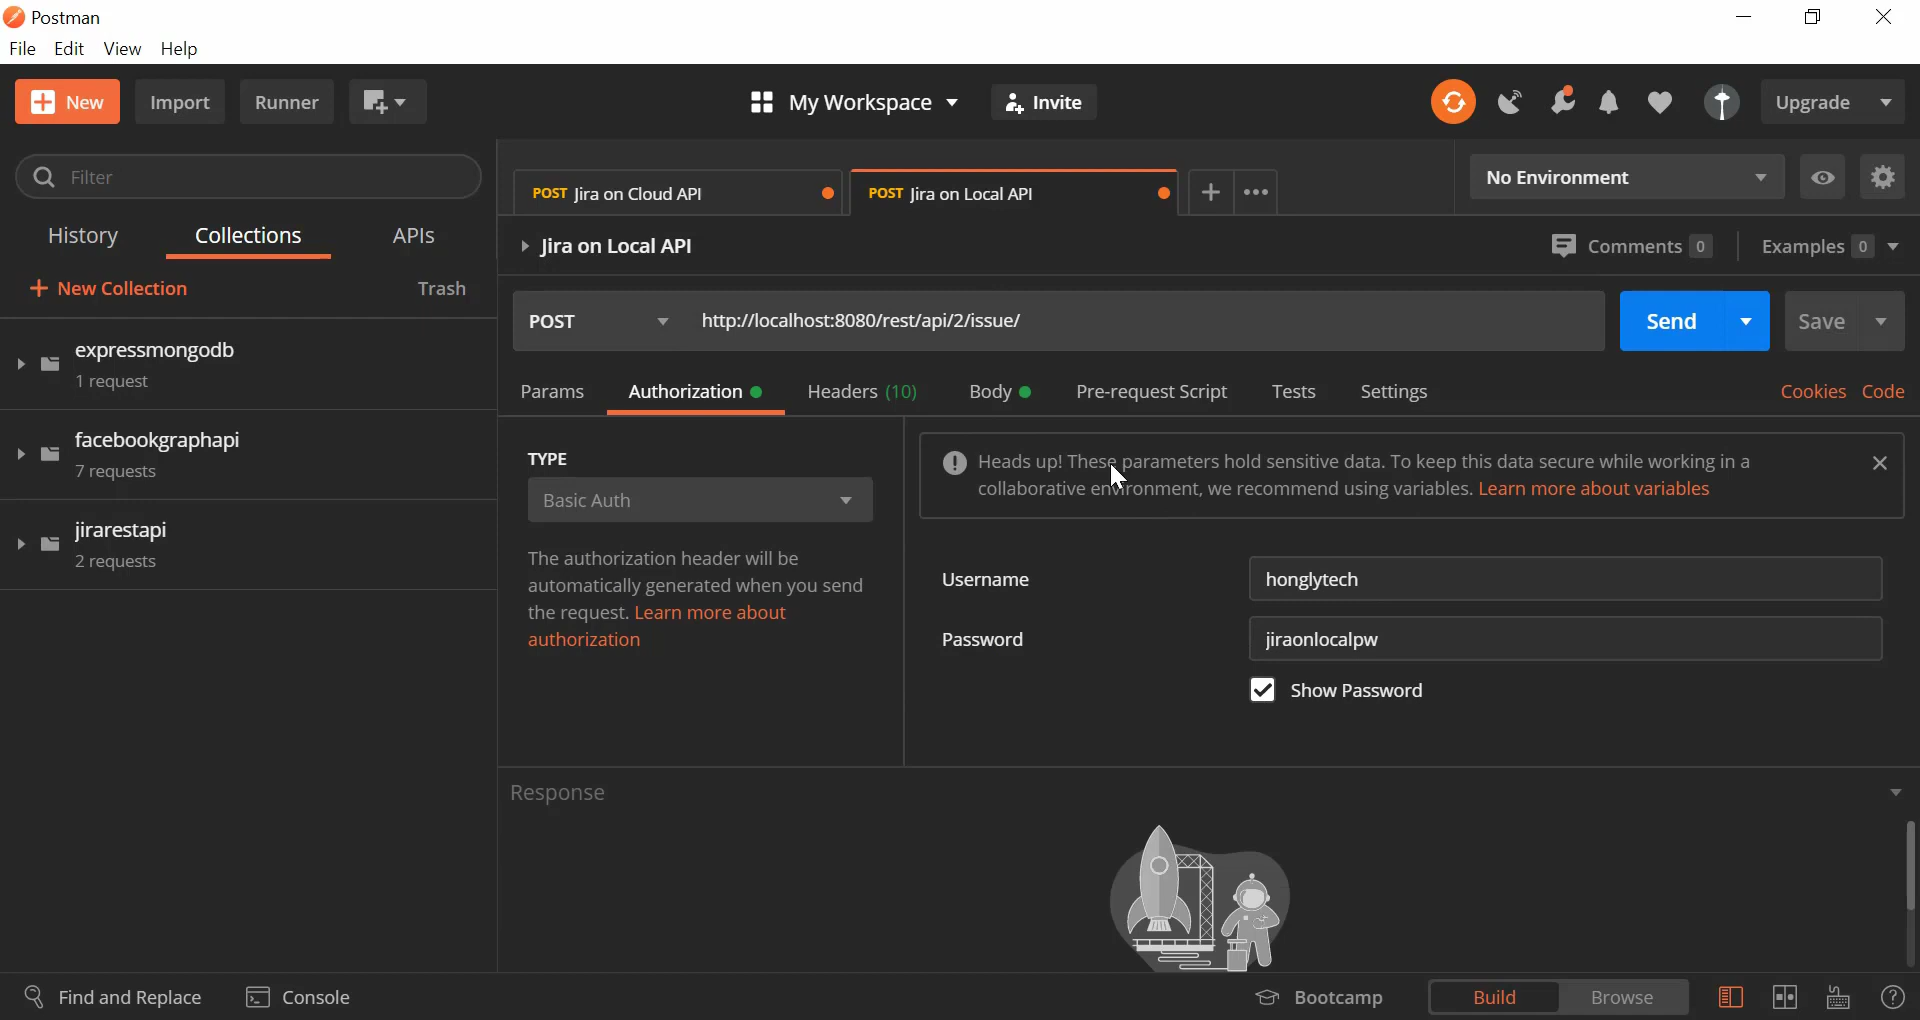 Postman
File Edit View Help
New Import Runner My Workspace Invite Upgrade
Filter
History Collections APIs
New Collection Trash
expressmongodb
1 request
facebookgraphapi
7 requests
jirarestapi
2 requests
POST Jira on Cloud API POST Jira on Local API No Environment
Jira on Local API Comments 0 Examples 0
POST http://localhost:8080/rest/api/2/issue/ Send Save
Params Authorization Headers (10) Body Pre-request Script Tests Settings Cookies Code
TYPE
Basic Auth
The authorization header will be
automatically generated when you send
the request. Learn more about
authorization
Heads up! These parameters hold sensitive data. To keep this data secure while working in a
collaborative environment, we recommend using variables. Learn more about variables
Username honglytech
Password jiraonlocalpw
Show Password
Response
Find and Replace Console Bootcamp Build Browse